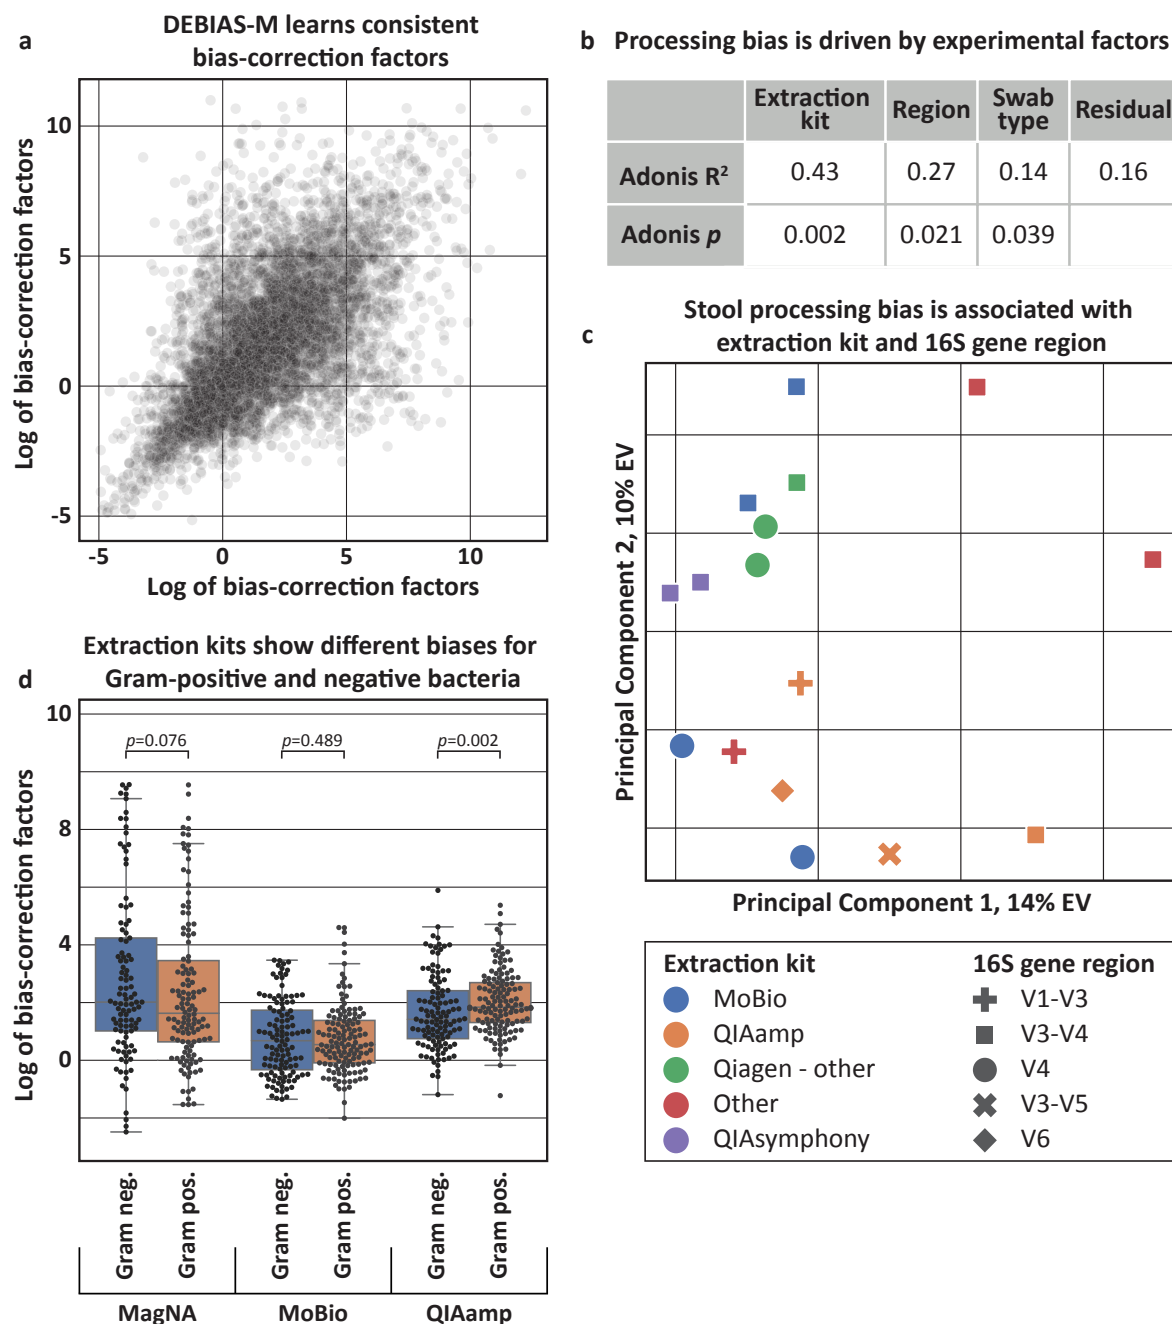 a
DEBIAS-M learns consistent
bias-correction factors
Log of bias-correction factors
10
5
0
-5
-5 0 5 10
Log of bias-correction factors
b Processing bias is driven by experimental factors
Extraction kit Region Swab type Residual
Adonis R² 0.43 0.27 0.14 0.16
Adonis p 0.002 0.021 0.039
c
Stool processing bias is associated with
extraction kit and 16S gene region
Principal Component 2, 10% EV
Principal Component 1, 14% EV
Extraction kit
MoBio
QIAamp
Qiagen - other
Other
QIAsymphony
16S gene region
V1-V3
V3-V4
V4
V3-V5
V6
d
Extraction kits show different biases for
Gram-positive and negative bacteria
Log of bias-correction factors
10
8
4
0
p=0.076 p=0.489 p=0.002
Gram neg. Gram pos. Gram neg. Gram pos. Gram neg. Gram pos.
MagNA MoBio QIAamp